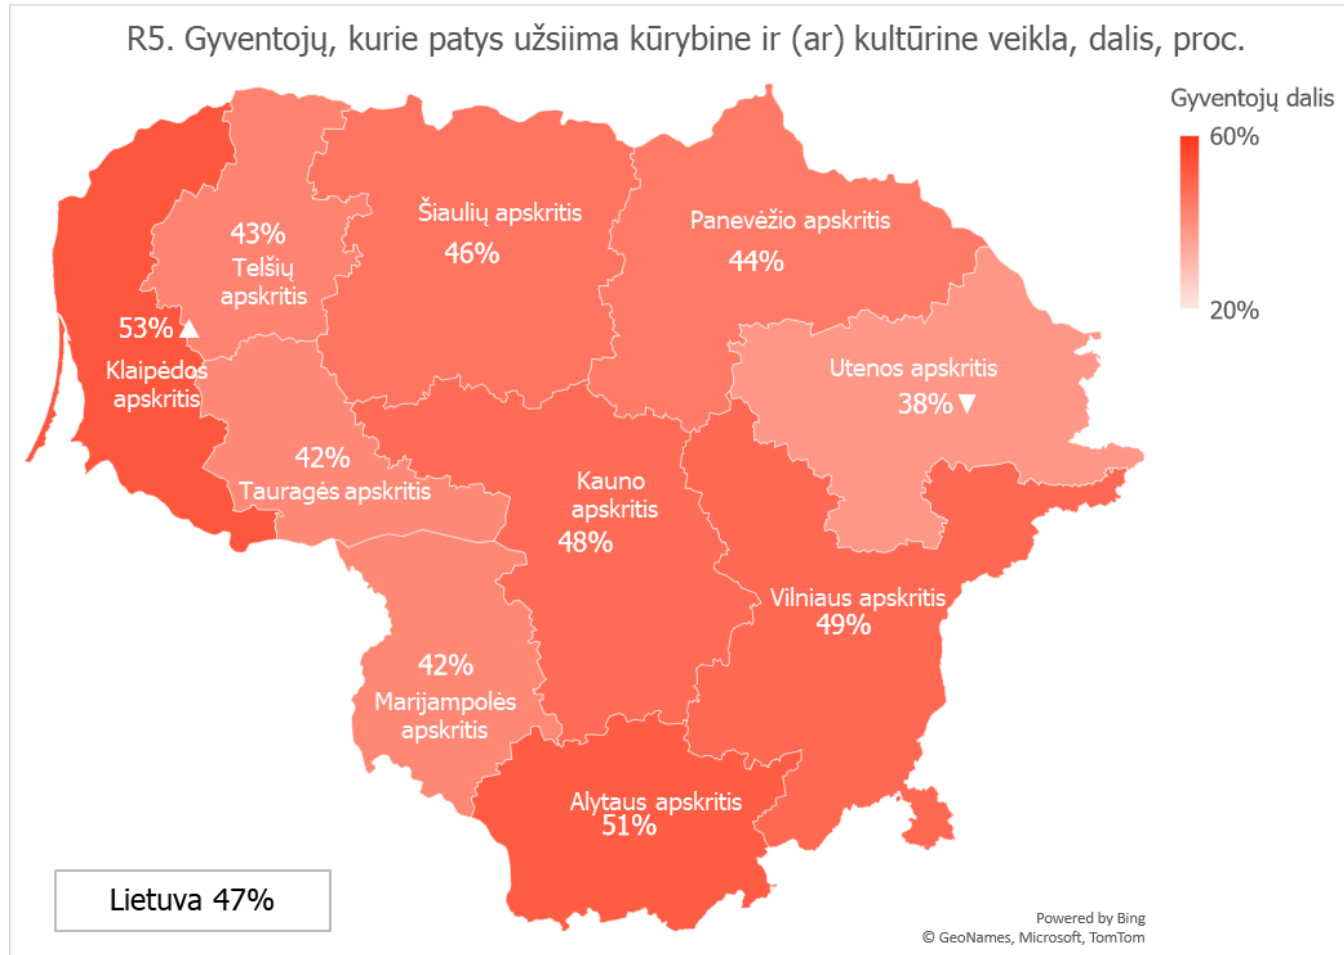 R5. Gyventojų, kurie patys užsiima kūrybine ir (ar) kultūrine veikla, dalis, proc.
Gyventojų dalis
60%
20%
43%
Telšių
apskritis
Šiaulių apskritis
46%
Panevėžio apskritis
44%
53% ▲
Klaipėdos
apskritis
Utenos apskritis
38% ▼
42%
Tauragės apskritis
Kauno
apskritis
48%
Vilniaus apskritis
49%
42%
Marijampolės
apskritis
Alytaus apskritis
51%
Lietuva 47%
Powered by Bing
© GeoNames, Microsoft, TomTom